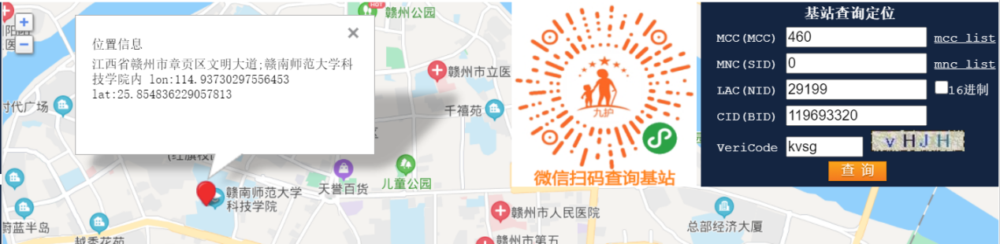 HOT
赣州公园
位置信息
江西省赣州市章贡区文明大道;赣南师范大学科
技学院内 lon:114.93730297556453
lat:25.854836229057813
赣州市立医
时代广场
千禧苑
天誉百货
儿童公园
赣南师范大学
科技学院
赣州市人民医院
蔚蓝半岛
越秀花苑
赣州市第五
总部经济大厦
九护
微信扫码查询基站
基站查询定位
MCC(MCC) 460 mcc list
MNC(SID) 0 mnc list
LAC(NID) 29199 16进制
CID(BID) 119693320
VeriCode kvsg vHJH
查 询